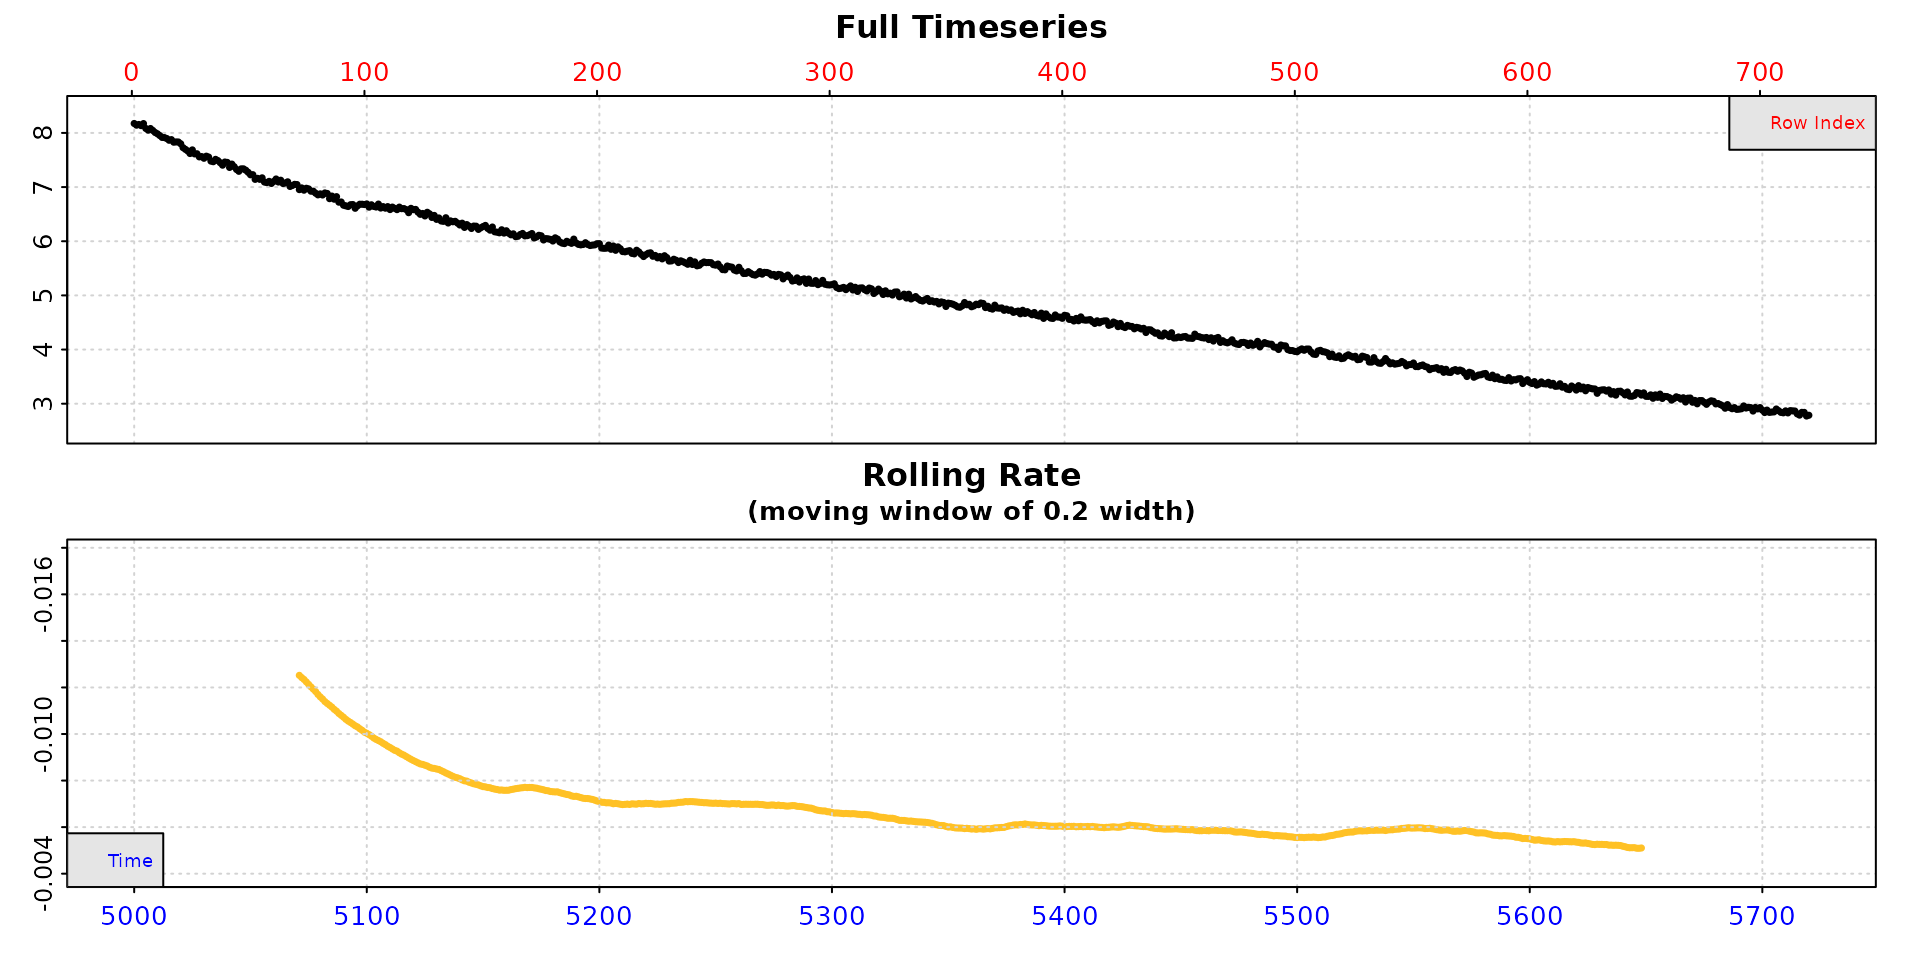 Full Timeseries
0 100 200 300 400 500 600 700
Row Index
8
7
6
5
4
3
Rolling Rate
(moving window of 0.2 width)
-0.016
-0.010
-0.004
Time
5000 5100 5200 5300 5400 5500 5600 5700